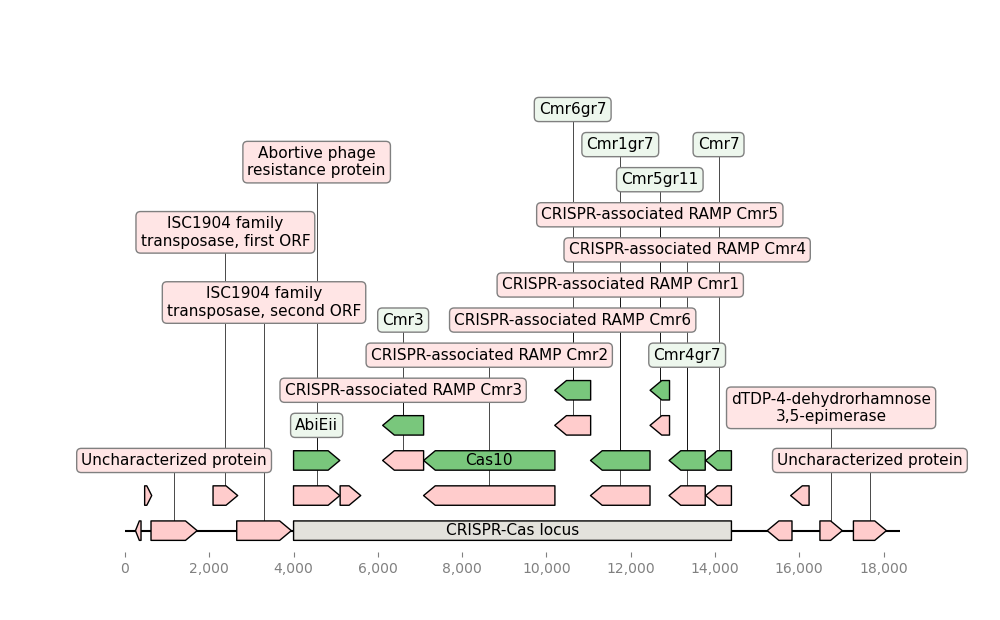 Cmr6gr7
Cmr1gr7
Cmr7
Abortive phage
resistance protein
Cmr5gr11
CRISPR-associated RAMP Cmr5
ISC1904 family
transposase, first ORF
CRISPR-associated RAMP Cmr4
CRISPR-associated RAMP Cmr1
ISC1904 family
transposase, second ORF
Cmr3
CRISPR-associated RAMP Cmr6
CRISPR-associated RAMP Cmr2
Cmr4gr7
CRISPR-associated RAMP Cmr3
dTDP-4-dehydrorhamnose
3,5-epimerase
AbiEii
Uncharacterized protein
Cas10
Uncharacterized protein
CRISPR-Cas locus
0
2,000
4,000
6,000
8,000
10,000
12,000
14,000
16,000
18,000